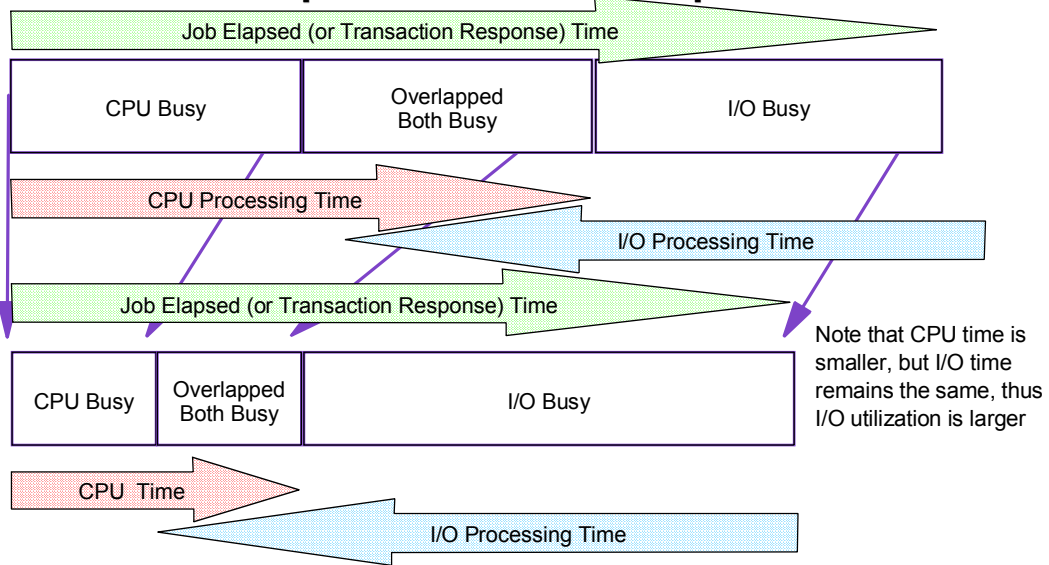 Job Elapsed (or Transaction Response) Time
CPU Busy
Overlapped
Both Busy
I/O Busy
CPU Processing Time
I/O Processing Time
Job Elapsed (or Transaction Response) Time
Note that CPU time is
smaller, but I/O time
remains the same, thus
I/O utilization is larger
CPU Busy
Overlapped
Both Busy
I/O Busy
CPU Time
I/O Processing Time